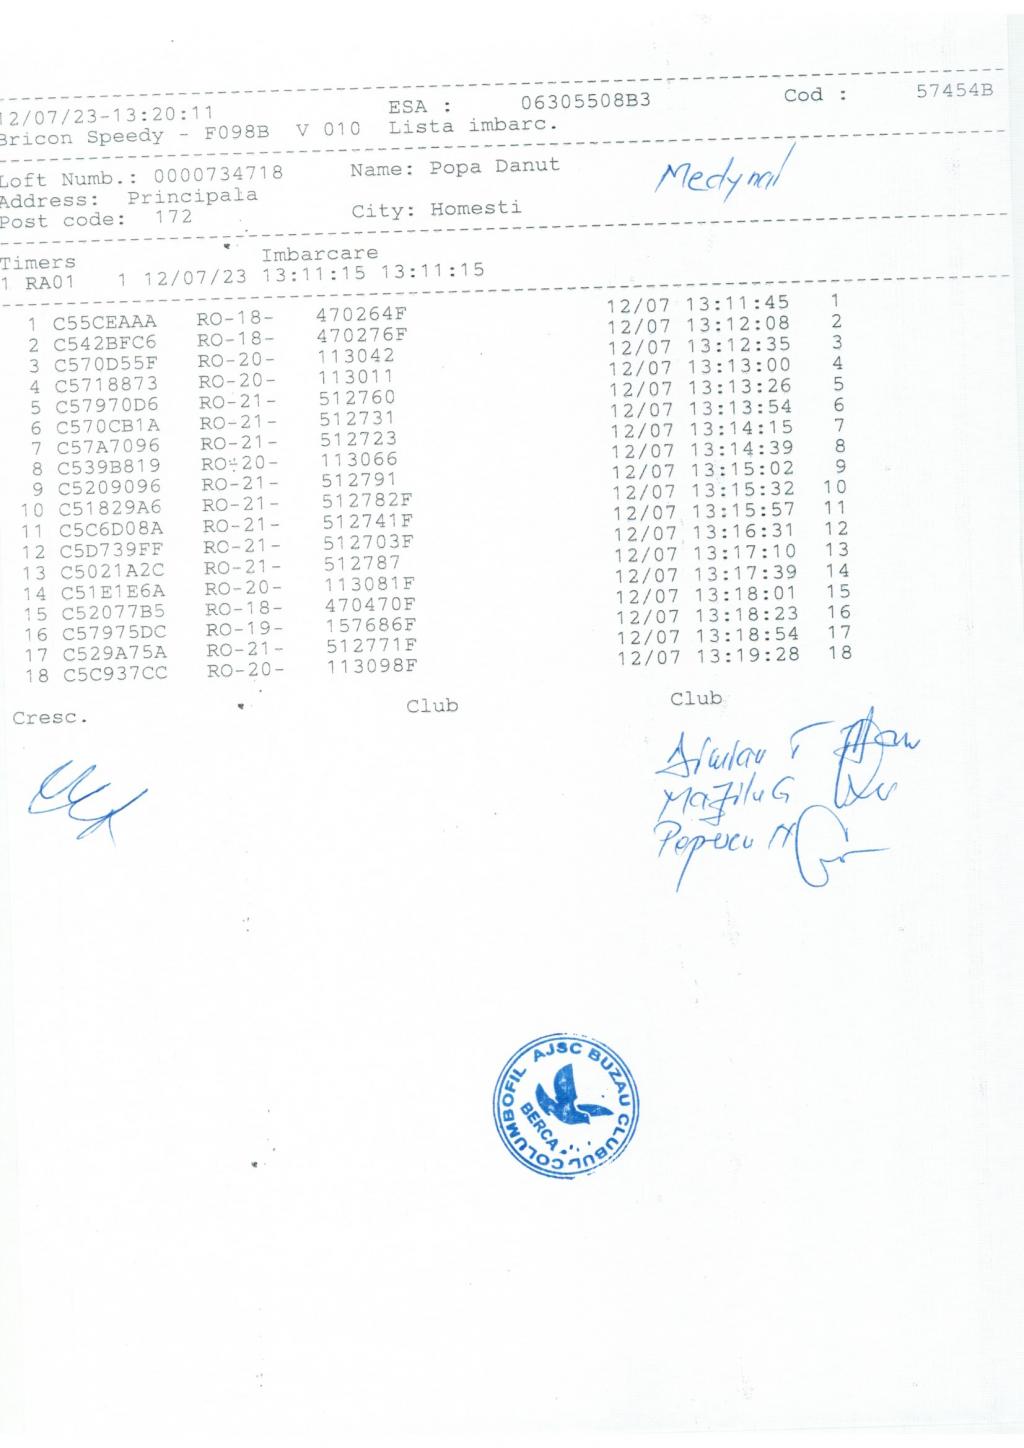 12/07/23-13:20:11 ESA : 06305508B3 Cod : 57454B
Bricon Speedy - F098B V 010 Lista imbarc.
Loft Numb.: 0000734718 Name: Popa Danut Medynal
Address: Principala
Post code: 172 City: Homesti
Timers Imbarcare
1 RA01 1 12/07/23 13:11:15 13:11:15
1 C55CEAAA RO-18- 470264F 12/07 13:11:45 1
2 C542BFC6 RO-18- 470276F 12/07 13:12:08 2
3 C570D55F RO-20- 113042 12/07 13:12:35 3
4 C5718873 RO-20- 113011 12/07 13:13:00 4
5 C57970D6 RO-21- 512760 12/07 13:13:26 5
6 C570CB1A RO-21- 512731 12/07 13:13:54 6
7 C57A7096 RO-21- 512723 12/07 13:14:15 7
8 C539B819 RO-20- 113066 12/07 13:14:39 8
9 C5209096 RO-21- 512791 12/07 13:15:02 9
10 C51829A6 RO-21- 512782F 12/07 13:15:32 10
11 C5C6D08A RO-21- 512741F 12/07 13:15:57 11
12 C5D739FF RO-21- 512703F 12/07 13:16:31 12
13 C5021A2C RO-21- 512787 12/07 13:17:10 13
14 C51E1E6A RO-20- 113081F 12/07 13:17:39 14
15 C52077B5 RO-18- 470470F 12/07 13:18:01 15
16 C57975DC RO-19- 157686F 12/07 13:18:23 16
17 C529A75A RO-21- 512771F 12/07 13:18:54 17
18 C5C937CC RO-20- 113098F 12/07 13:19:28 18
Cresc. Club Club
Mazilu G
Popescu N
AJSC BUZAU CLUBUL COLUMBOFIL
BERCA